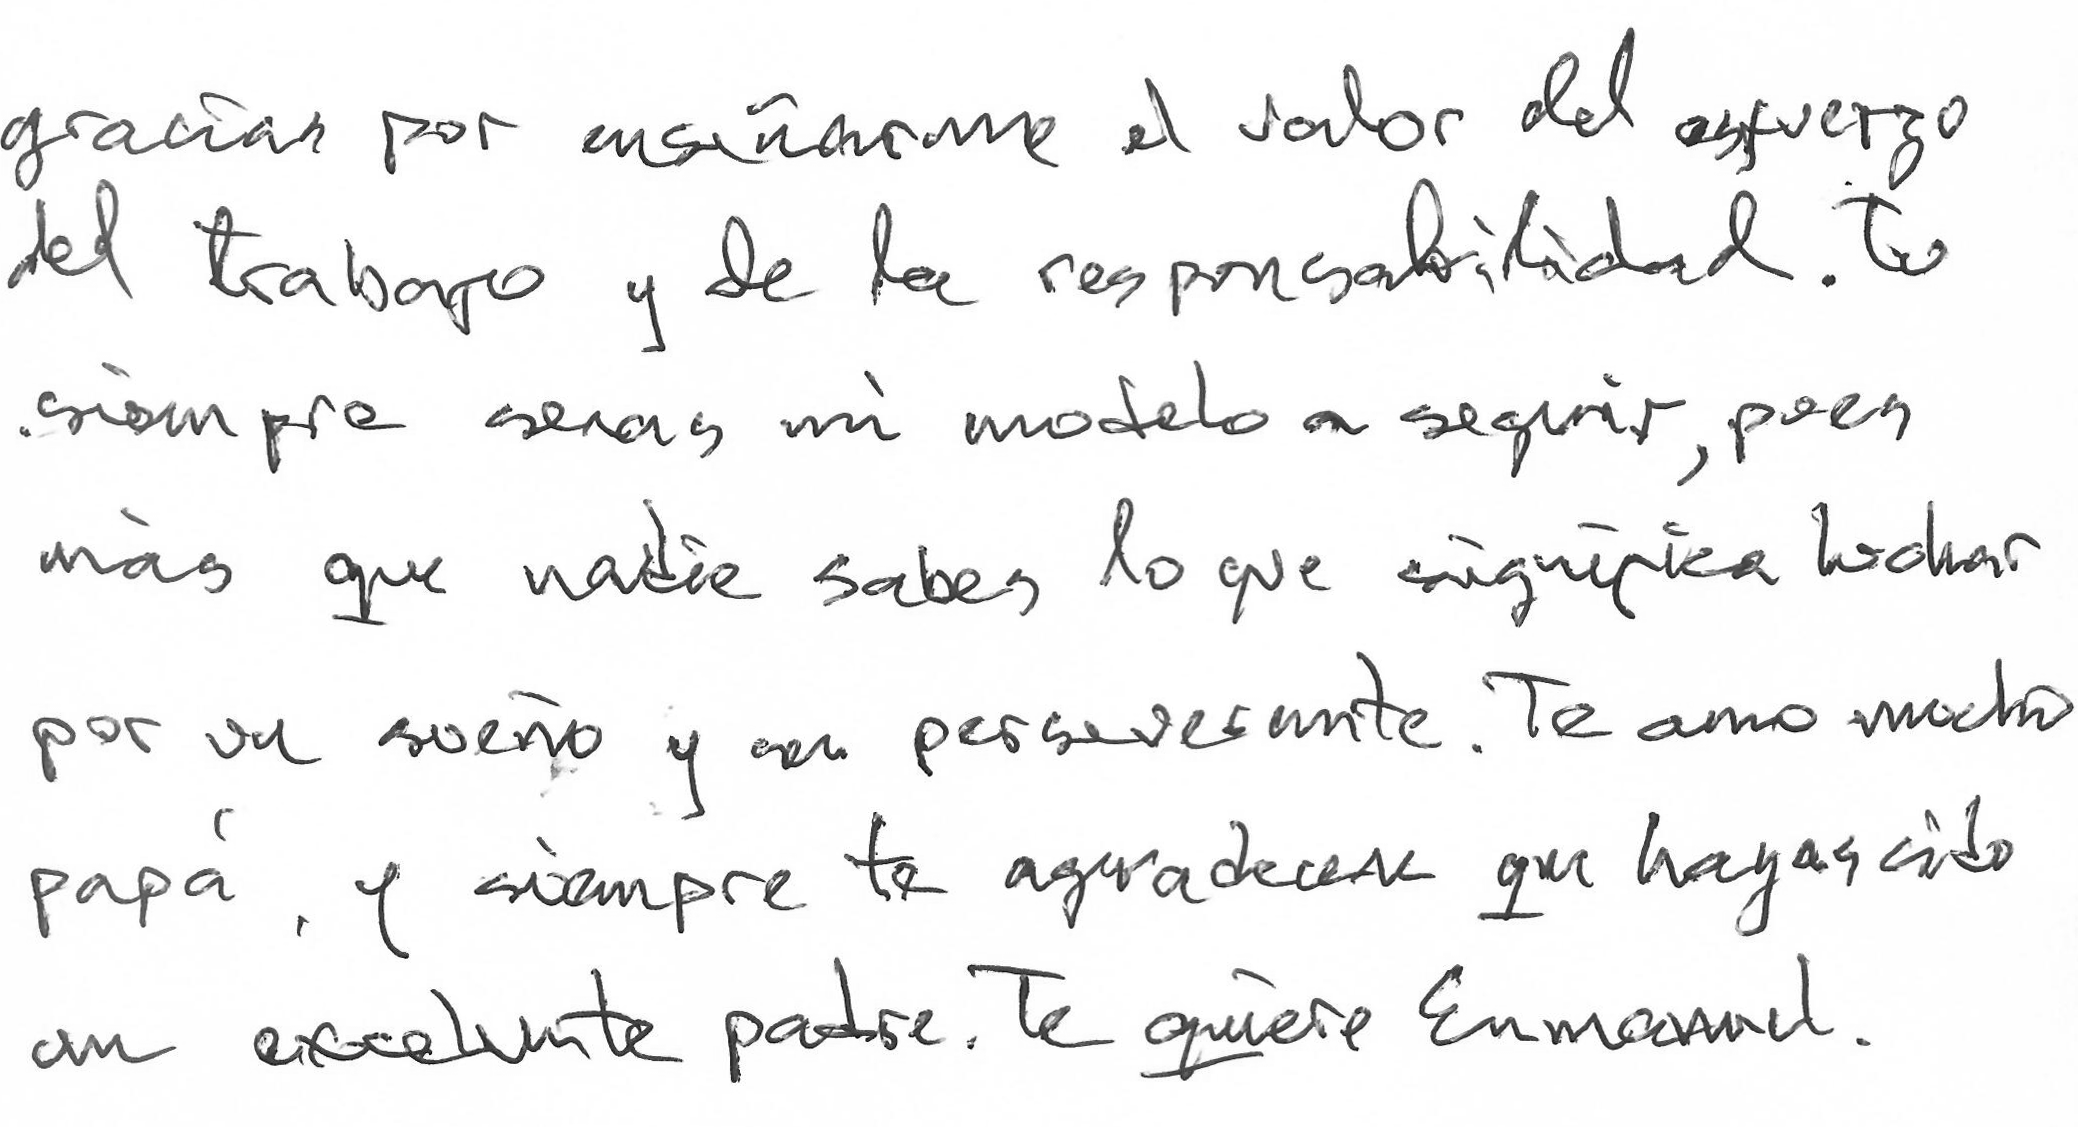 gracias por enseñarme el valor del esfuerzo
del trabajo y de la responsabilidad. Tu
siempre seras mi modelo a seguir, pues
màs que nadie sabes lo que significa luchar
por un sueño y ser perseverante. Te amo mucho
papá, y siempre te agradeceré que hayas sido
un excelente padre. Te quiere Enmanuel.